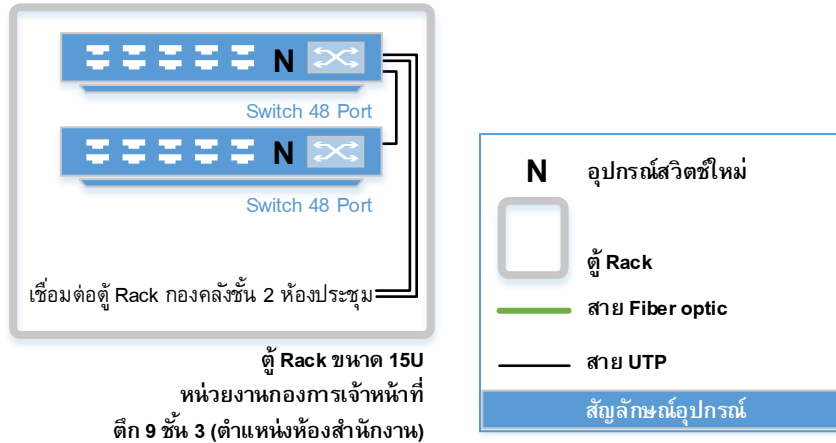 N
Switch 48 Port
N
Switch 48 Port
เชื่อมต่อตู้ Rack กองคลังชั้น 2 ห้องประชุม
ตู้ Rack ขนาด 15U
หน่วยงานกองการเจ้าหน้าที่
ตึก 9 ชั้น 3 (ตำแหน่งห้องสำนักงาน)
N อุปกรณ์สวิตช์ใหม่
ตู้ Rack
สาย Fiber optic
สาย UTP
สัญลักษณ์อุปกรณ์